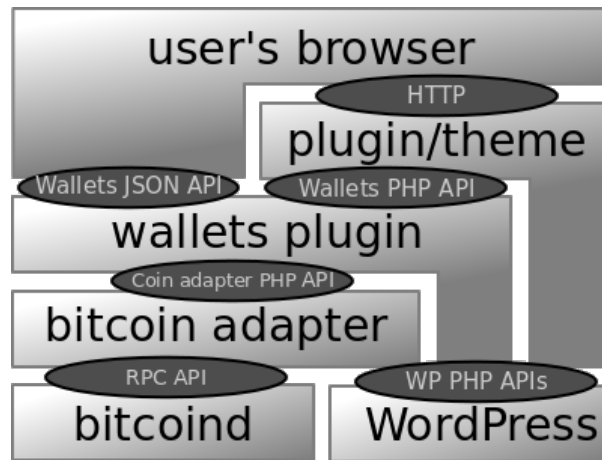 user's browser
HTTP
plugin/theme
Wallets JSON API
Wallets PHP API
wallets plugin
Coin adapter PHP API
bitcoin adapter
RPC API
WP PHP APIs
bitcoind
WordPress